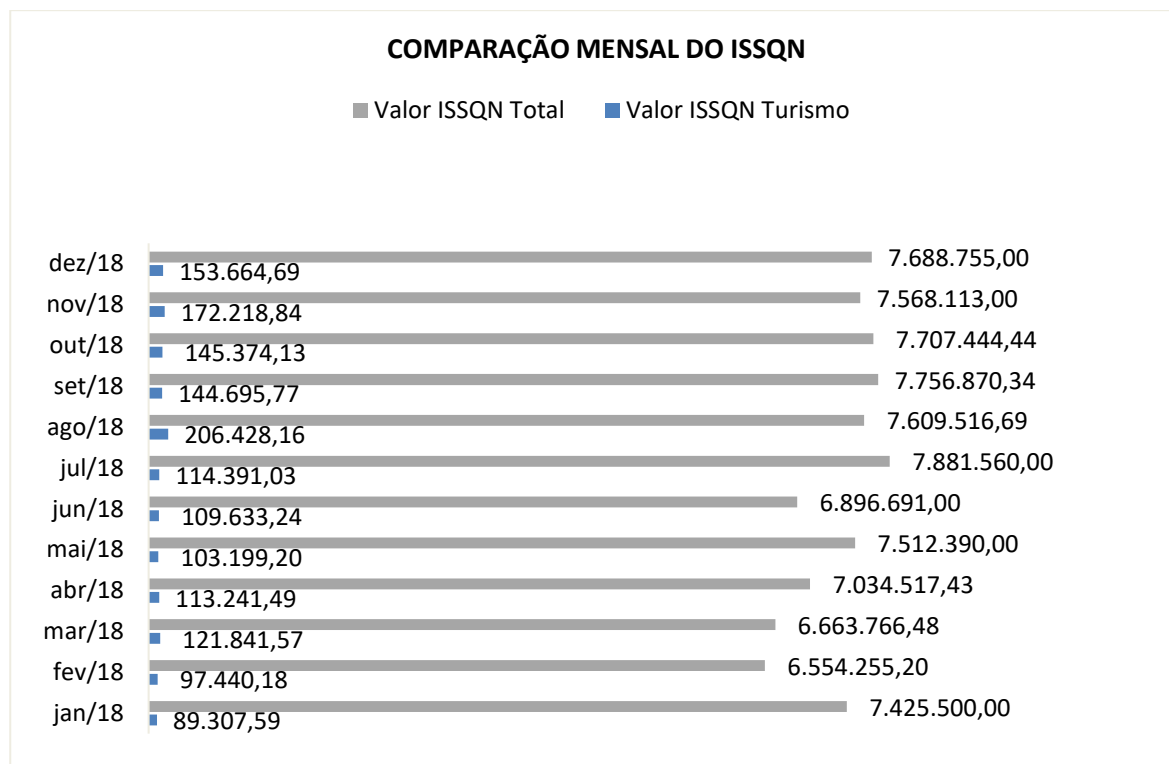 COMPARAÇÃO MENSAL DO ISSQN
Valor ISSQN Total Valor ISSQN Turismo
dez/18 7.688.755,00
153.664,69
nov/18 7.568.113,00
172.218,84
out/18 7.707.444,44
145.374,13
set/18 7.756.870,34
144.695,77
ago/18 7.609.516,69
206.428,16
jul/18 7.881.560,00
114.391,03
jun/18 6.896.691,00
109.633,24
mai/18 7.512.390,00
103.199,20
abr/18 7.034.517,43
113.241,49
mar/18 6.663.766,48
121.841,57
fev/18 6.554.255,20
97.440,18
jan/18 7.425.500,00
89.307,59